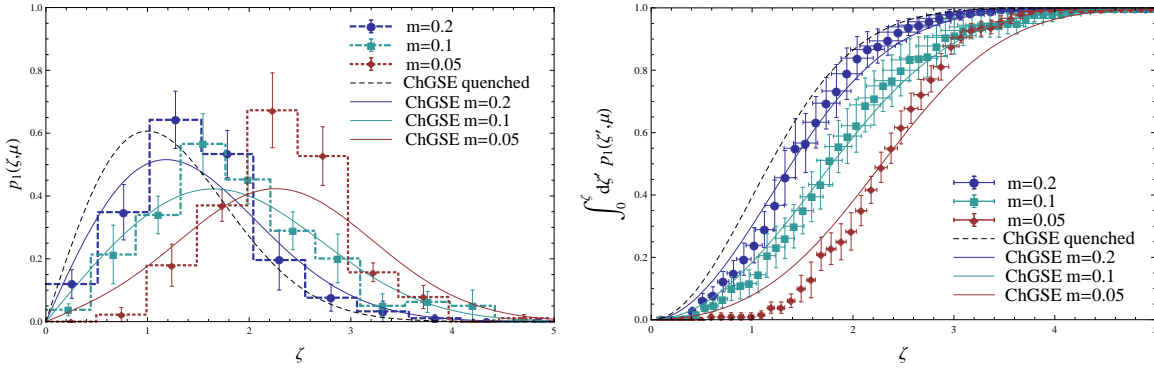 1.0
0.8
0.6
0.4
0.2
0.0
p₁(ζ,μ)
m=0.2
m=0.1
m=0.05
ChGSE quenched
ChGSE m=0.2
ChGSE m=0.1
ChGSE m=0.05
0 1 2 3 4 5
ζ
1.0
0.8
0.6
0.4
0.2
0.0
∫₀^ζ dζ′ p₁(ζ′,μ)
m=0.2
m=0.1
m=0.05
ChGSE quenched
ChGSE m=0.2
ChGSE m=0.1
ChGSE m=0.05
0 1 2 3 4 5
ζ